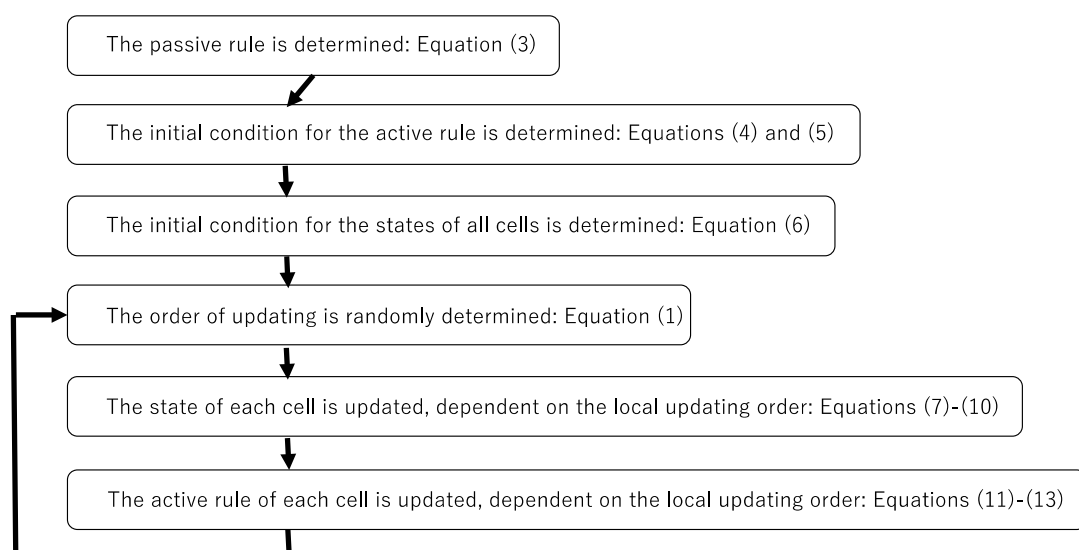 The passive rule is determined: Equation (3)
The initial condition for the active rule is determined: Equations (4) and (5)
The initial condition for the states of all cells is determined: Equation (6)
The order of updating is randomly determined: Equation (1)
The state of each cell is updated, dependent on the local updating order: Equations (7)-(10)
The active rule of each cell is updated, dependent on the local updating order: Equations (11)-(13)